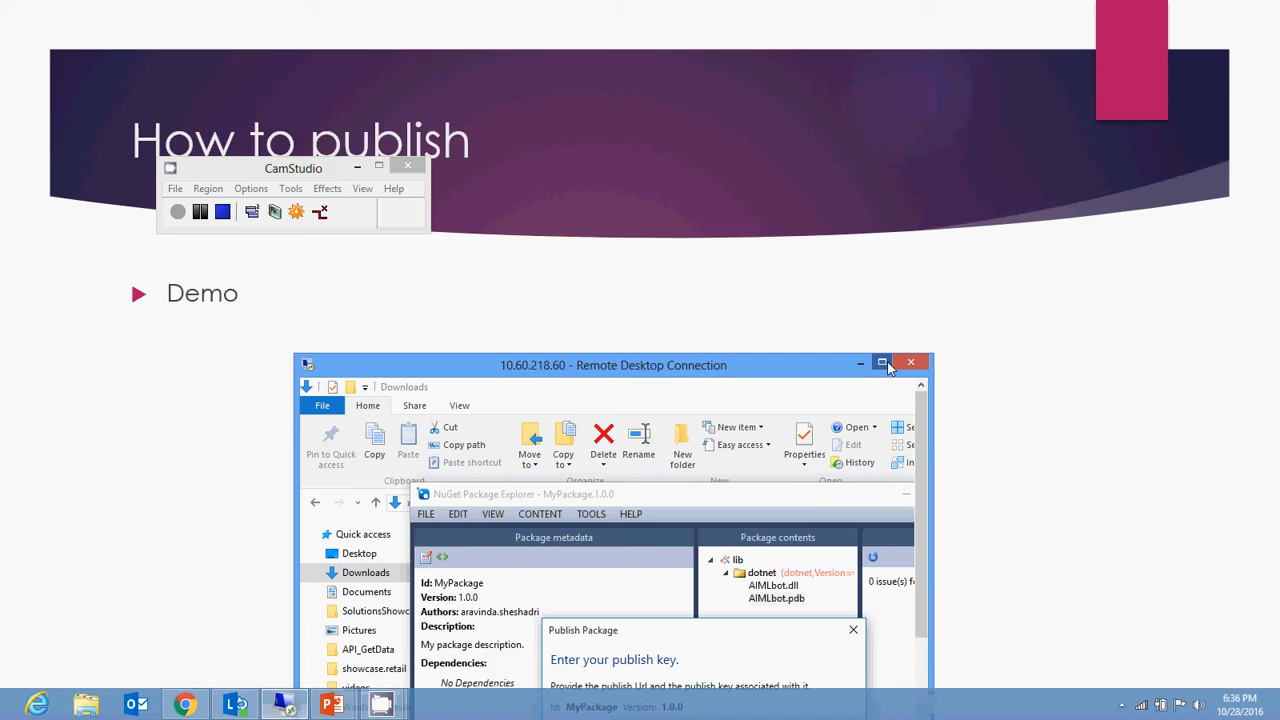 How to publish
CamStudio
File Region Options Tools Effects View Help
Demo
10.60.218.60 - Remote Desktop Connection
Downloads
File Home Share View
Pin to Quick access
Copy
Paste
Cut
Copy path
Paste shortcut
Move to
Copy to
Delete
Rename
New folder
New item
Easy access
Properties
Open
Edit
History
Se
Se
In
Clipboard
Organize
New
Open
NuGet Package Explorer - MyPackage.1.0.0
FILE EDIT VIEW CONTENT TOOLS HELP
Quick access
Desktop
Downloads
Documents
SolutionsShowc
Pictures
API_GetData
showcase.retail
videos
Package metadata
Id: MyPackage
Version: 1.0.0
Authors: aravinda.sheshadri
Description:
My package description.
Dependencies:
No Dependencies
Package contents
lib
dotnet (dotnet,Version=
AIMLbot.dll
AIMLbot.pdb
0 issue(s) f
Publish Package
Enter your publish key.
Provide the publish Url and the publish key associated with it
Id: MyPackage Version: 1.0.0
6:36 PM
10/28/2016